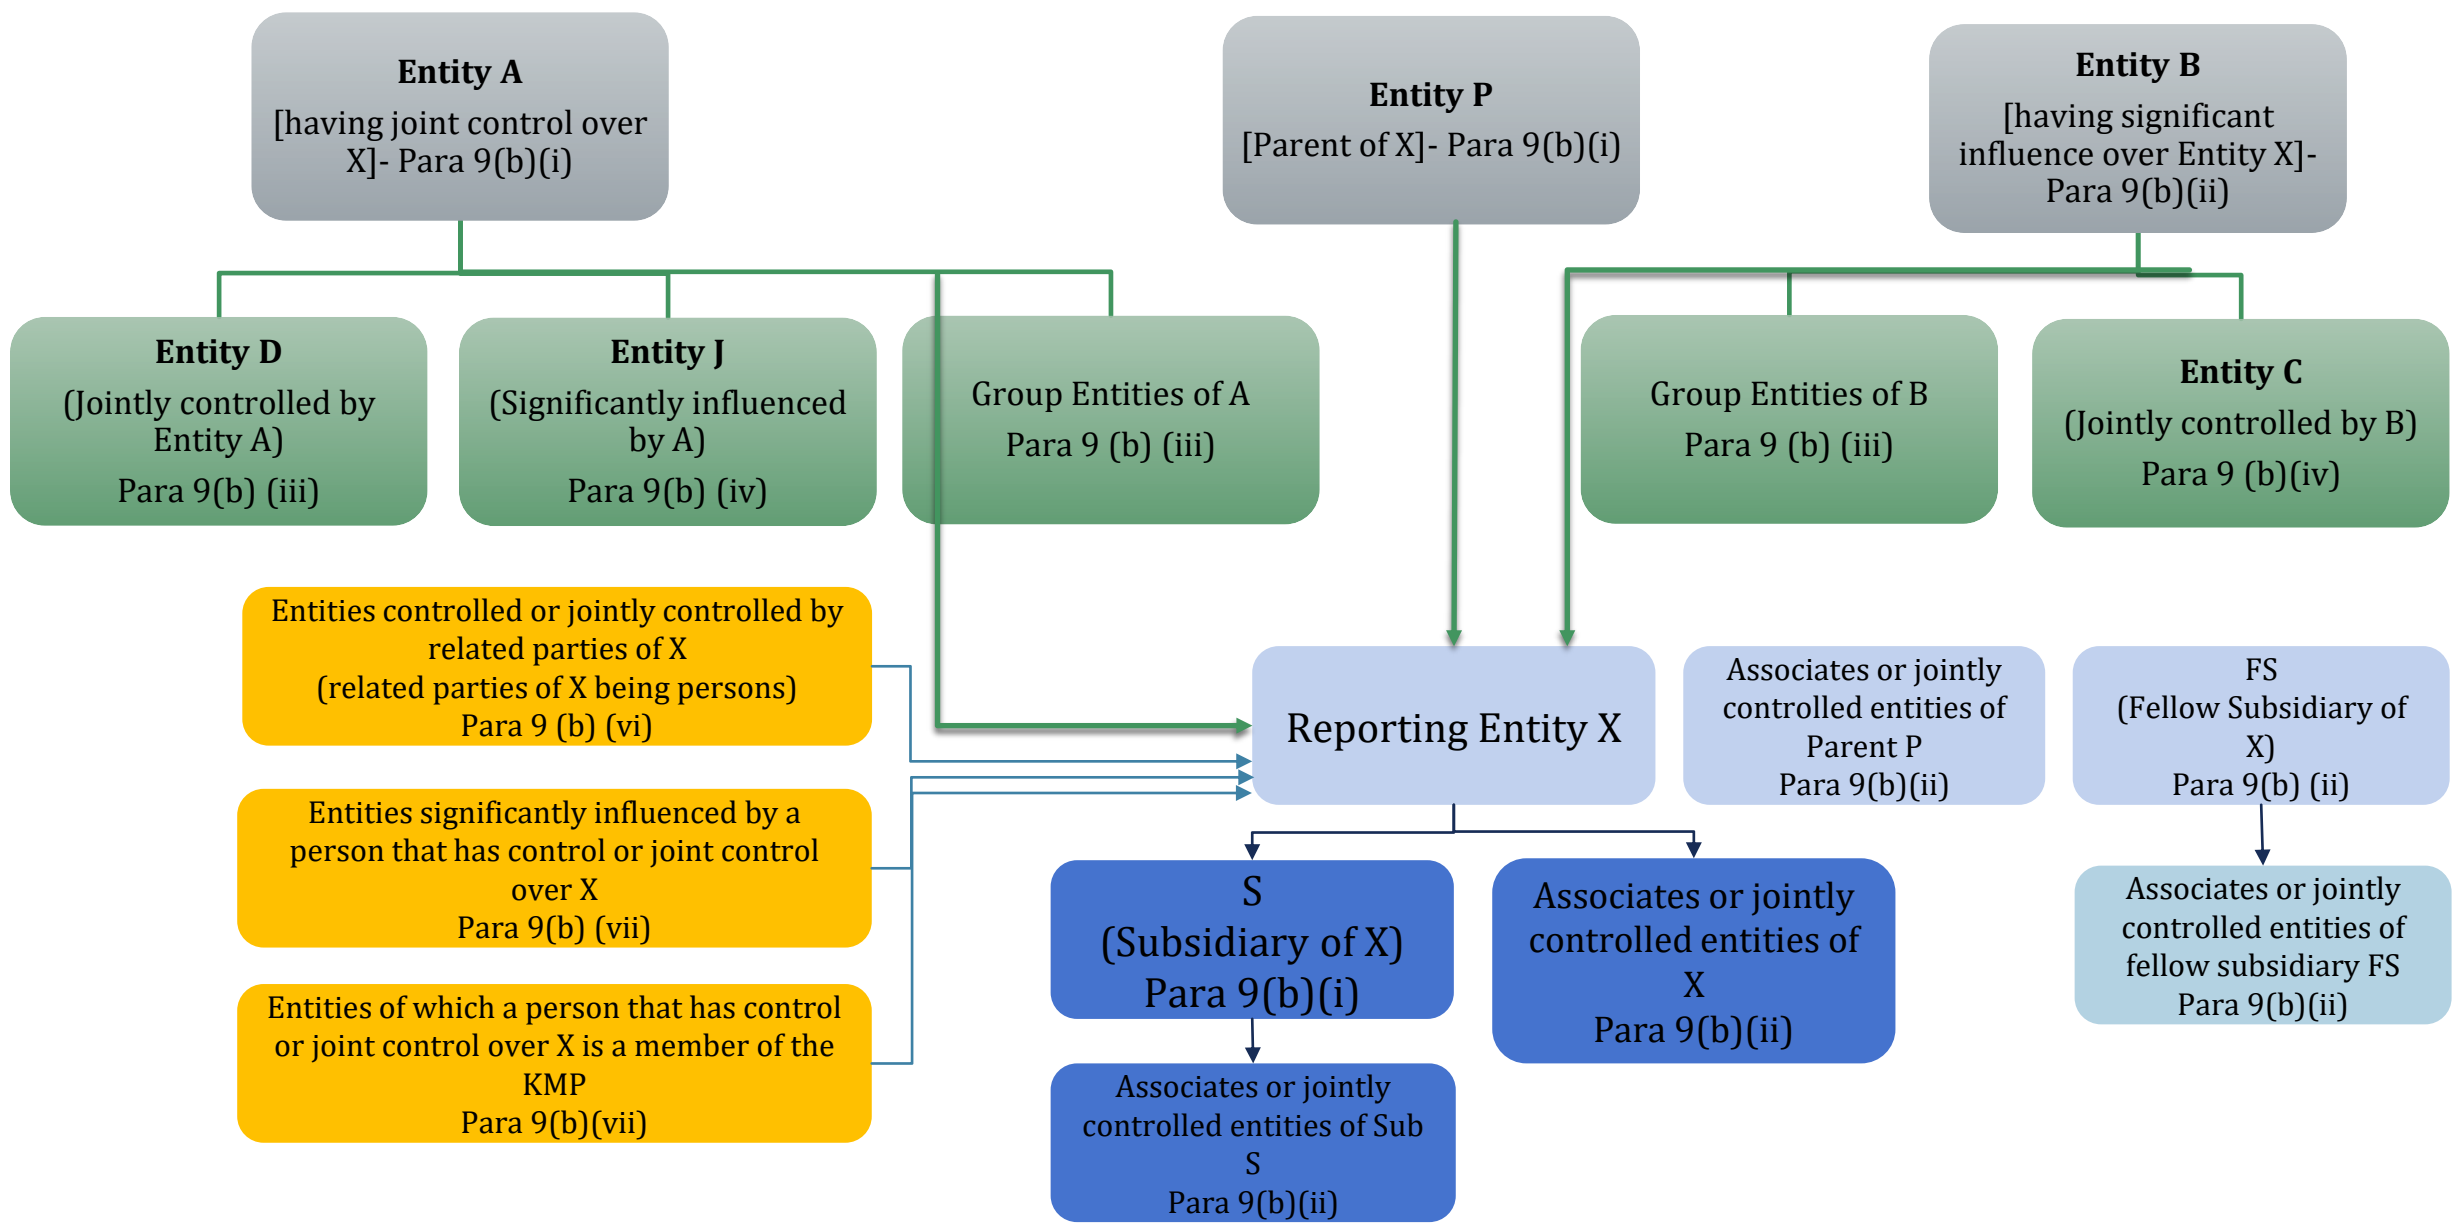 Entity A
[having joint control over
X]- Para 9(b)(i)
Entity P
[Parent of X]- Para 9(b)(i)
Entity B
[having significant
influence over Entity X]-
Para 9(b)(ii)
Entity D
(Jointly controlled by
Entity A)
Para 9(b) (iii)
Entity J
(Significantly influenced
by A)
Para 9(b) (iv)
Group Entities of A
Para 9 (b) (iii)
Group Entities of B
Para 9 (b) (iii)
Entity C
(Jointly controlled by B)
Para 9 (b)(iv)
Entities controlled or jointly controlled by
related parties of X
(related parties of X being persons)
Para 9 (b) (vi)
Reporting Entity X
Associates or jointly
controlled entities of
Parent P
Para 9(b)(ii)
FS
(Fellow Subsidiary of
X)
Para 9(b) (ii)
Entities significantly influenced by a
person that has control or joint control
over X
Para 9(b) (vii)
S
(Subsidiary of X)
Para 9(b)(i)
Associates or jointly
controlled entities of
X
Para 9(b)(ii)
Associates or jointly
controlled entities of
fellow subsidiary FS
Para 9(b)(ii)
Entities of which a person that has control
or joint control over X is a member of the
KMP
Para 9(b)(vii)
Associates or jointly
controlled entities of Sub
S
Para 9(b)(ii)